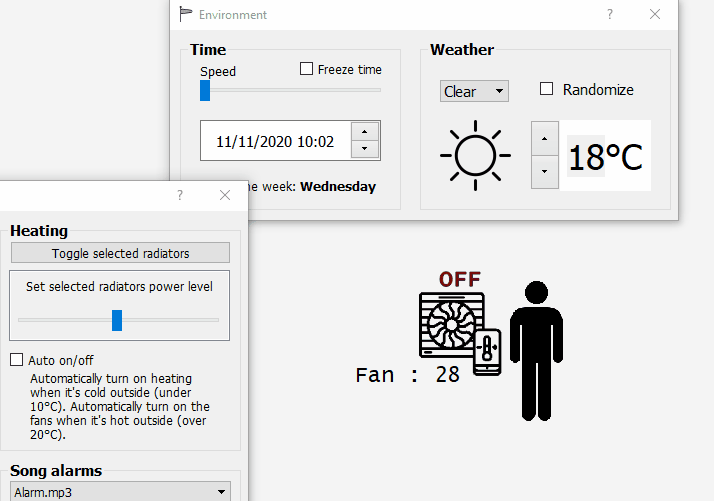 Environment
Time
Speed
Freeze time
11/11/2020 10:02
he week: Wednesday
Weather
Clear
Randomize
18°C
Heating
Toggle selected radiators
Set selected radiators power level
Auto on/off
Automatically turn on heating
when it's cold outside (under
10°C). Automatically turn on the
fans when it's hot outside (over
20°C).
Song alarms
Alarm.mp3
OFF
Fan : 28